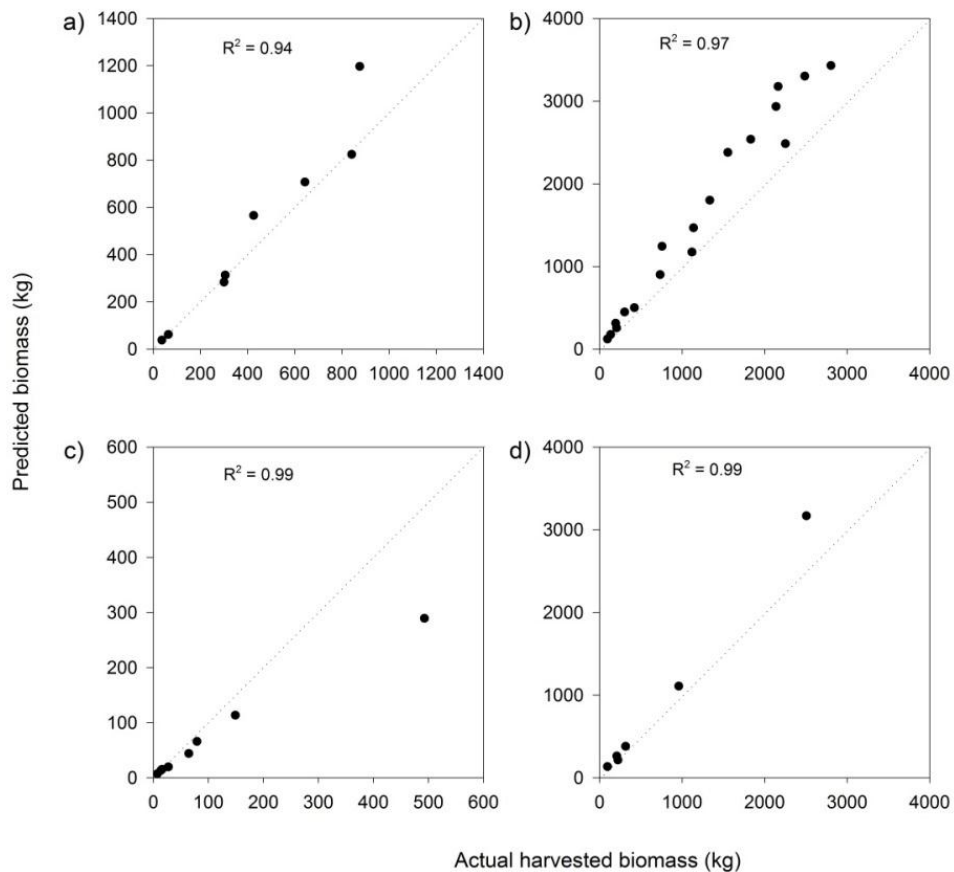 a)
R² = 0.94
1400
1200
1000
800
600
400
200
0
0 200 400 600 800 1000 1200 1400
b)
R² = 0.97
4000
3000
2000
1000
0
0 1000 2000 3000 4000
Predicted biomass (kg)
c)
R² = 0.99
600
500
400
300
200
100
0
0 100 200 300 400 500 600
d)
R² = 0.99
4000
3000
2000
1000
0
0 1000 2000 3000 4000
Actual harvested biomass (kg)